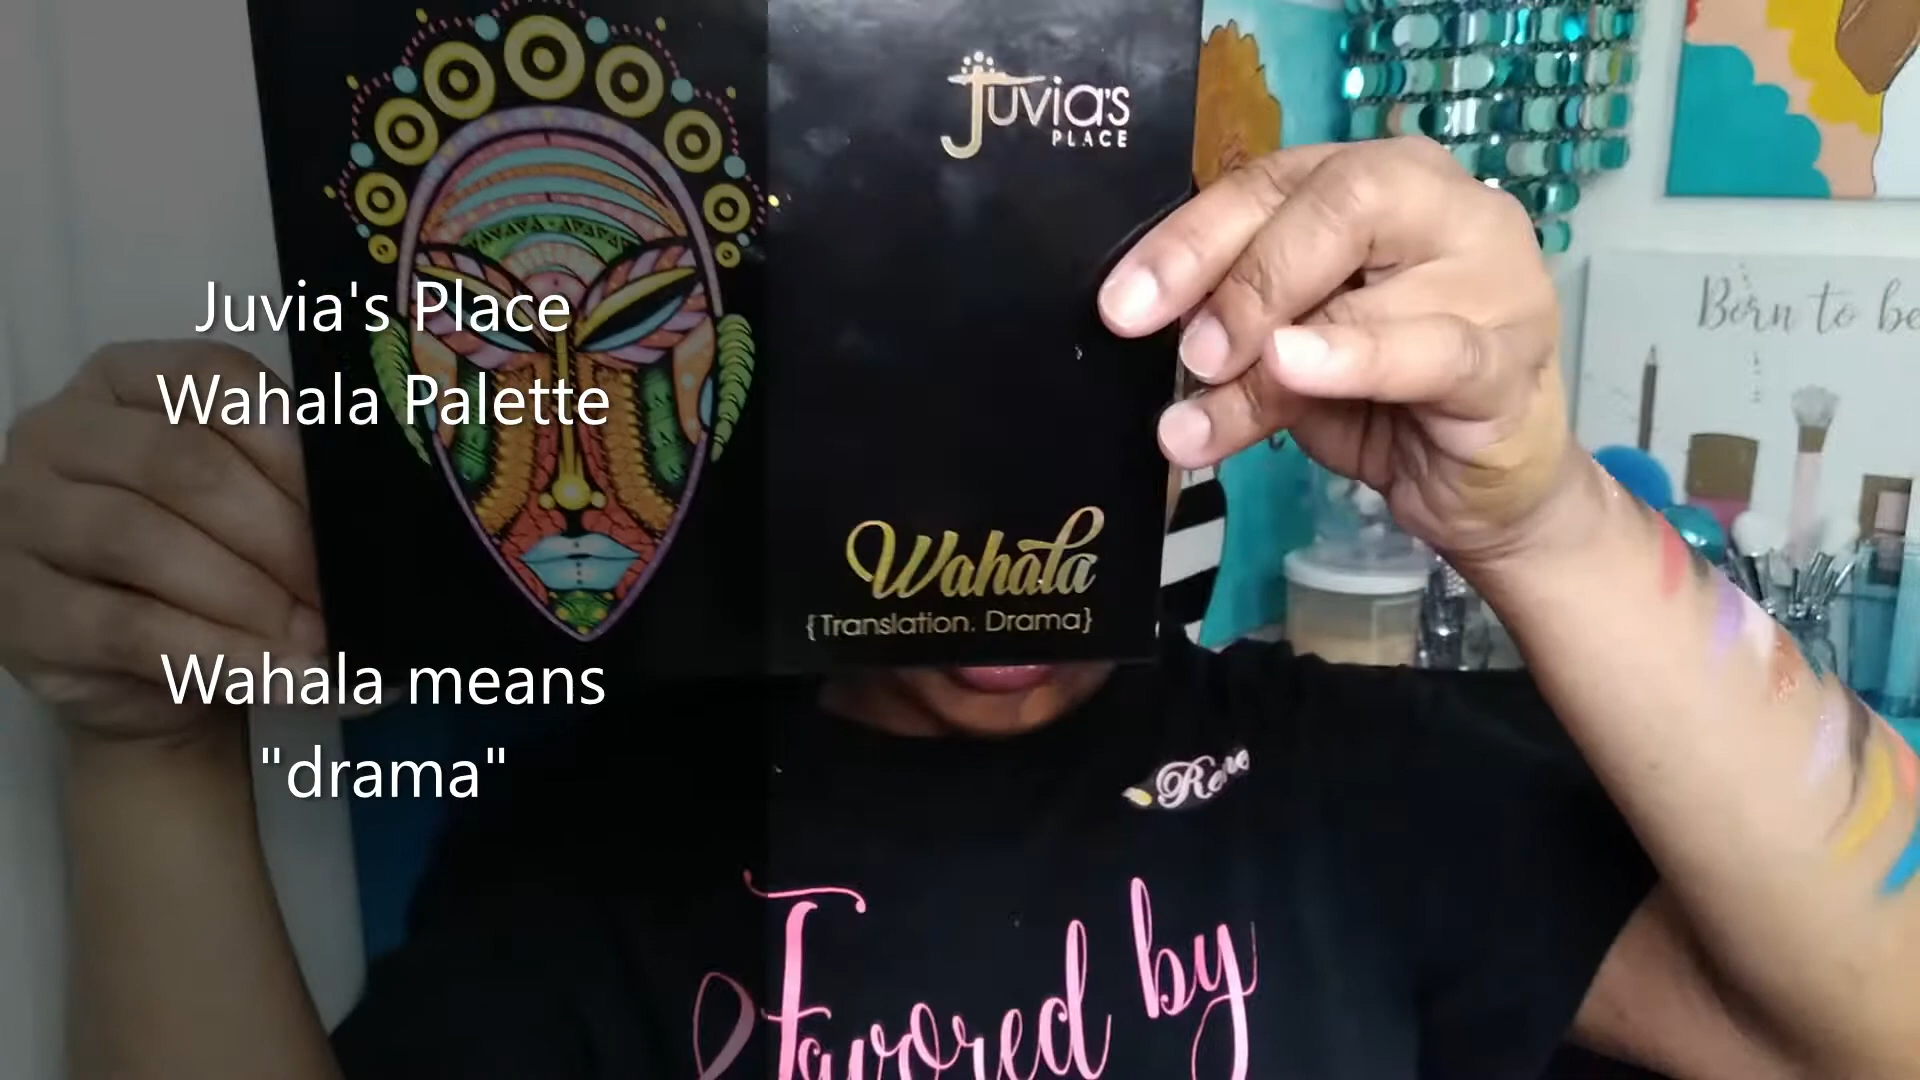 Juvia's Place
Wahala Palette
Wahala means
"drama"
Juvia's
PLACE
Wahala
{Translation. Drama}
Born to be
Favored by